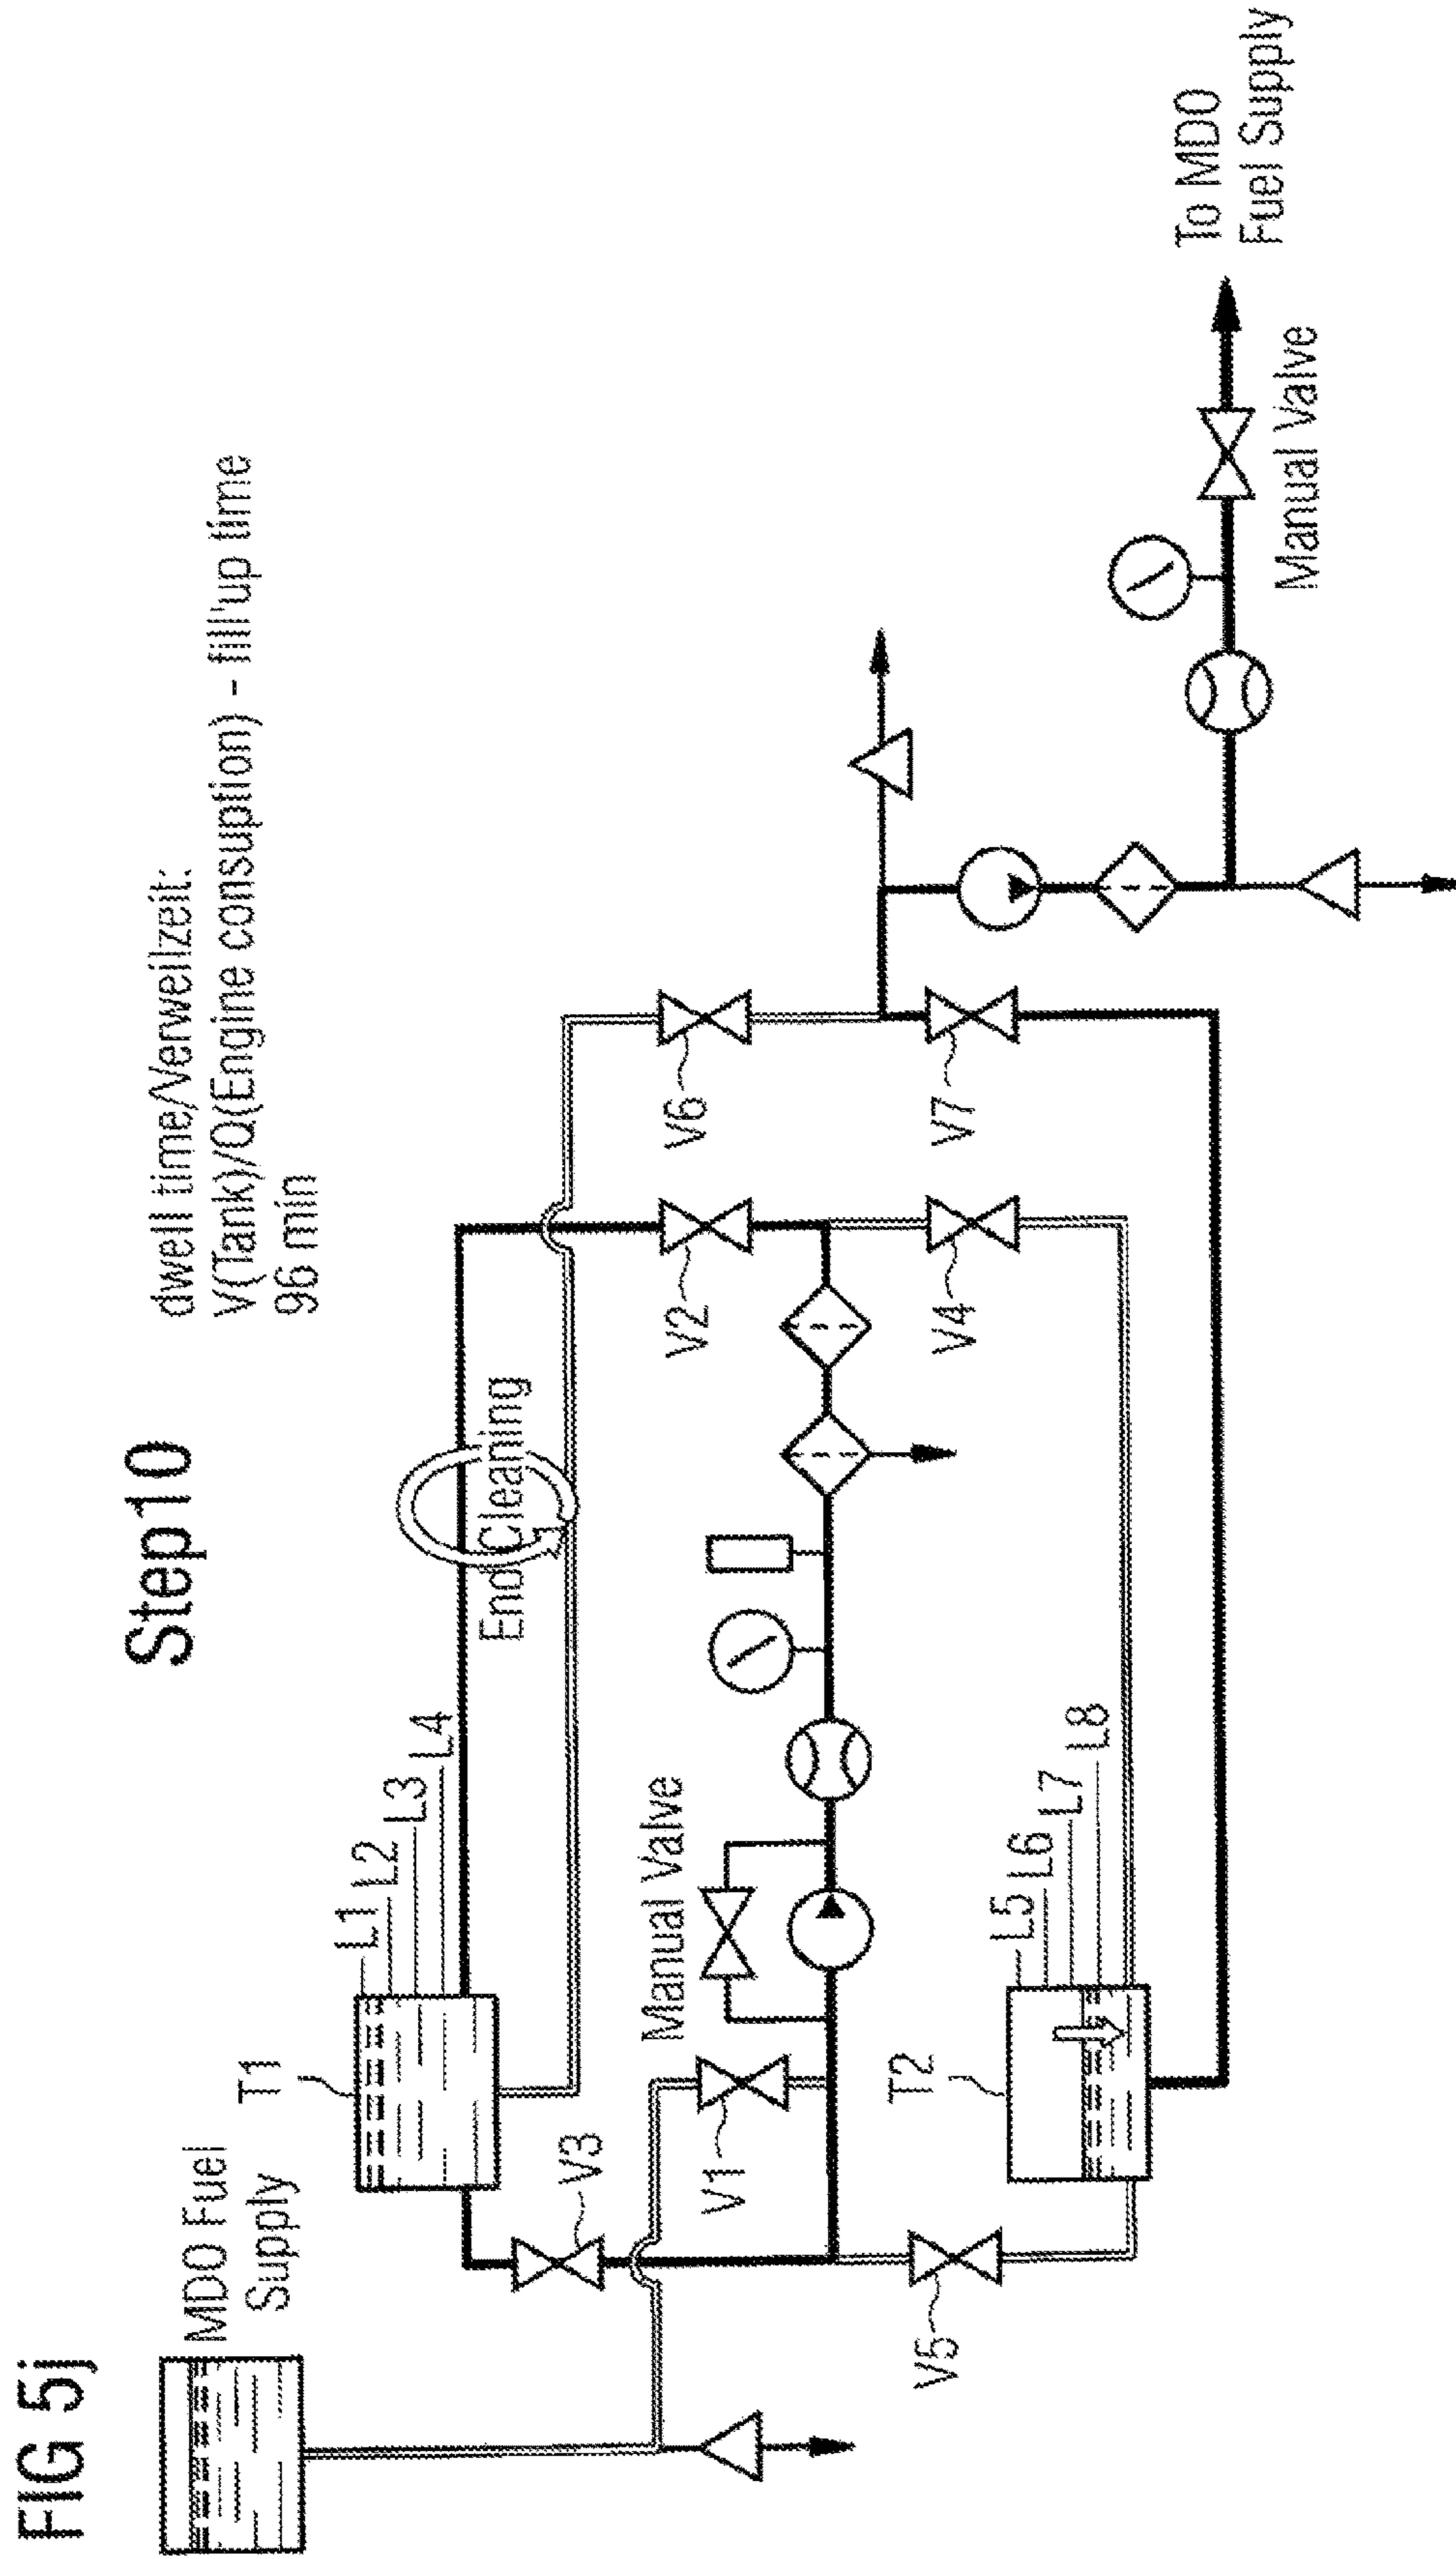 FIG 5j
Step10
dwell time/Verweilzeit:
V(Tank)/Q(Engine consuption) - fill'up time
96 min
MDO Fuel
Supply
T1
L1
L2
L3
L4
End Cleaning
V3
V1
Manual Valve
V2
V6
V5
T2
L5
L6
L7
L8
V4
V7
Manual Valve
To MDO
Fuel Supply